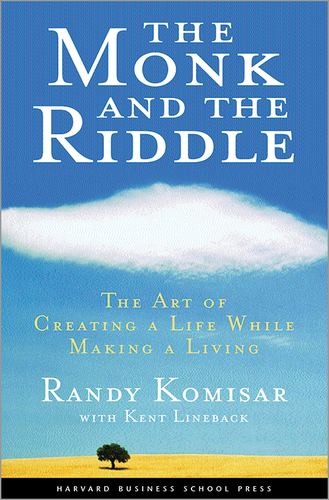 THE
MONK
AND THE
RIDDLE
THE ART OF
CREATING A LIFE WHILE
MAKING A LIVING
RANDY KOMISAR
WITH KENT LINEBACK
HARVARD BUSINESS SCHOOL PRESS